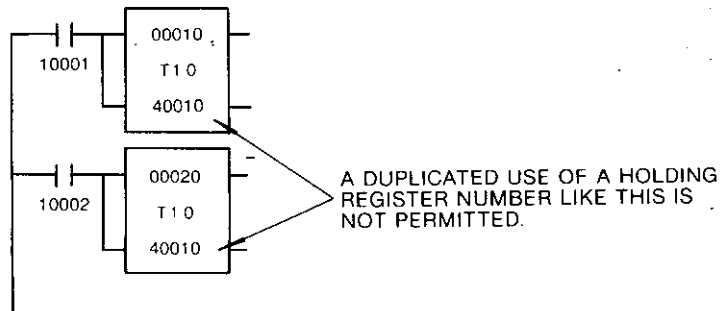 00010
10001
T1.0
40010
00020
10002
T1.0
40010
A DUPLICATED USE OF A HOLDING
REGISTER NUMBER LIKE THIS IS
NOT PERMITTED.